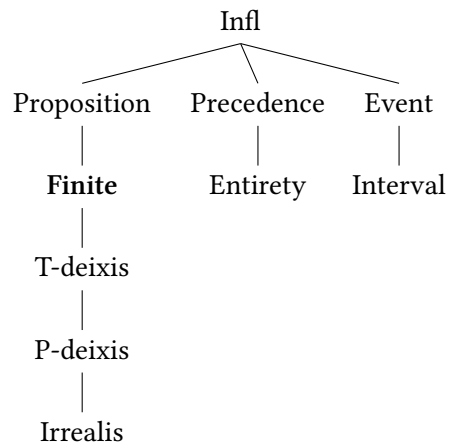 Infl
Proposition Precedence Event
Finite Entirety Interval
T-deixis
P-deixis
Irrealis